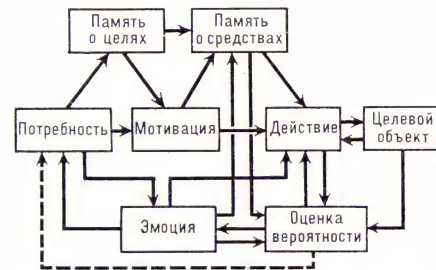 Память
о целях
Память
о средствах
Потребность
Мотивация
Действие
Целевой
объект
Эмоция
Оценка
вероятности